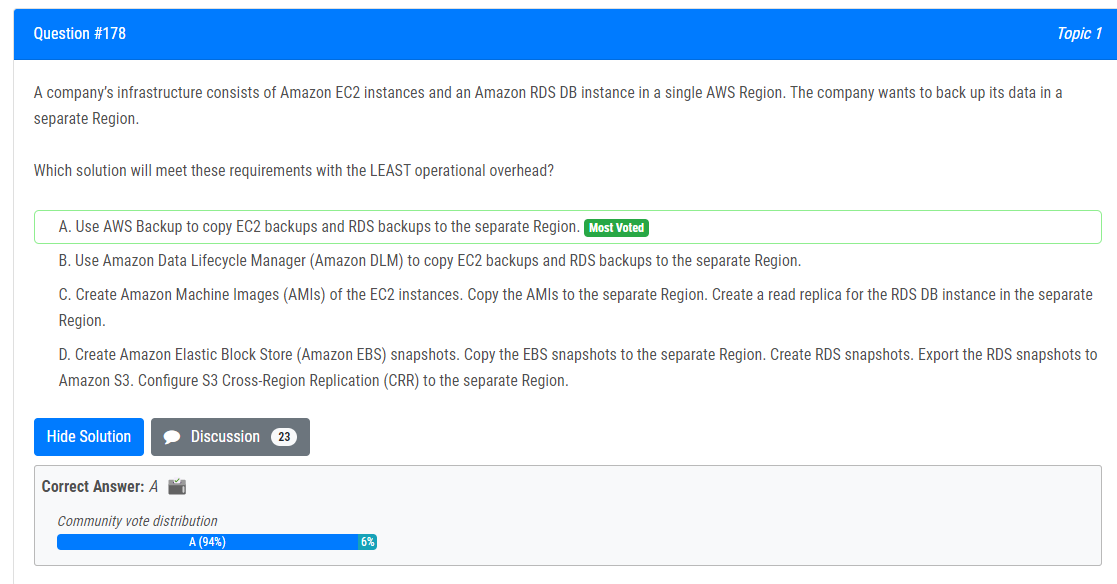 Question #178
Topic 1
A company's infrastructure consists of Amazon EC2 instances and an Amazon RDS DB instance in a single AWS Region. The company wants to back up its data in a
separate Region.
Which solution will meet these requirements with the LEAST operational overhead?
A. Use AWS Backup to copy EC2 backups and RDS backups to the separate Region. Most Voted
B. Use Amazon Data Lifecycle Manager (Amazon DLM) to copy EC2 backups and RDS backups to the separate Region.
C. Create Amazon Machine Images (AMIs) of the EC2 instances. Copy the AMIs to the separate Region. Create a read replica for the RDS DB instance in the separate
Region.
D. Create Amazon Elastic Block Store (Amazon EBS) snapshots. Copy the EBS snapshots to the separate Region. Create RDS snapshots. Export the RDS snapshots to
Amazon S3. Configure S3 Cross-Region Replication (CRR) to the separate Region.
Hide Solution
Discussion 23
Correct Answer: A
Community vote distribution
A (94%)
6%